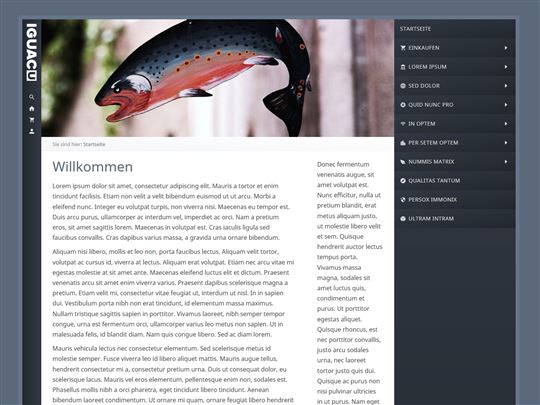 IGUACU
STARTSEITE
EINKAUFEN
LOREM IPSUM
SED DOLOR
QUID NUNC PRO
IN OPTEM
PER SETEM OPTEM
NUMMIS MATRIX
QUALITAS TANTUM
PERSOX IMMONIX
ULTRAM INTRAM
Sie sind hier: Startseite
Willkommen
Lorem ipsum dolor sit amet, consectetur adipiscing elit. Mauris a tortor et enim
tincidunt facilisis. Etiam non velit a velit bibendum euismod ut ut arcu. Morbi a
eleifend nunc. Integer eu volutpat purus, non viverra nisi. Maecenas eu tempor est.
Duis arcu purus, ullamcorper ac interdum vel, imperdiet ac orci. Nam a pretium
eros, sit amet sagittis lorem. Maecenas in volutpat est. Cras iaculis ligula sed
faucibus convallis. Cras dapibus varius massa, a gravida urna ornare bibendum.
Aliquam nisi libero, mollis et leo non, porta faucibus lectus. Aliquam velit tortor,
volutpat ac cursus id, viverra at lectus. Aliquam erat volutpat. Etiam nec arcu vitae mi
egestas molestie at sit amet ante. Maecenas eleifend luctus elit et dictum. Praesent
venenatis arcu sit amet enim viverra varius. Praesent dapibus scelerisque magna a
pretium. Etiam velit mi, consectetur vitae feugiat ut, interdum ut nisl. In in sapien
dui. Vestibulum porta nibh non erat tincidunt, id elementum massa maximus.
Nullam tristique sagittis sapien in porttitor. Vivamus laoreet, nibh semper tempor
congue, urna est fermentum orci, ullamcorper varius leo metus non sapien. Ut in
malesuada felis, id blandit diam. Nam quis congue libero. Sed ac diam lorem.
Mauris vehicula lectus nec consectetur elementum. Sed scelerisque metus id
molestie semper. Fusce viverra leo id libero aliquet mattis. Mauris augue tellus,
hendrerit consectetur mi a, consectetur pretium urna. Duis ut consequat dolor, eu
scelerisque lacus. Mauris vel eros elementum, pellentesque enim non, sodales est.
Phasellus mollis nibh a orci pharetra, eget tincidunt libero tincidunt. Aenean
bibendum laoreet condimentum. Ut ornare mi quam, ornare feugiat libero hendrerit
Donec fermentum
venenatis augue, sit
amet volutpat est.
Nunc efficitur, nulla ut
pretium blandit, erat
metus aliquam justo,
ut molestie libero velit
et sem. Quisque
hendrerit auctor lectus
tempus porta.
Vivamus massa
magna, sodales sit
amet luctus quis,
condimentum et
purus. Ut porttitor
egestas aliquet.
Quisque rhoncus, est
nec porttitor convallis,
justo arcu sodales
urna, nec laoreet
tortor justo quis dui.
Quisque ac purus non
nisi pulvinar ultricies
in ut purus. Nam eget